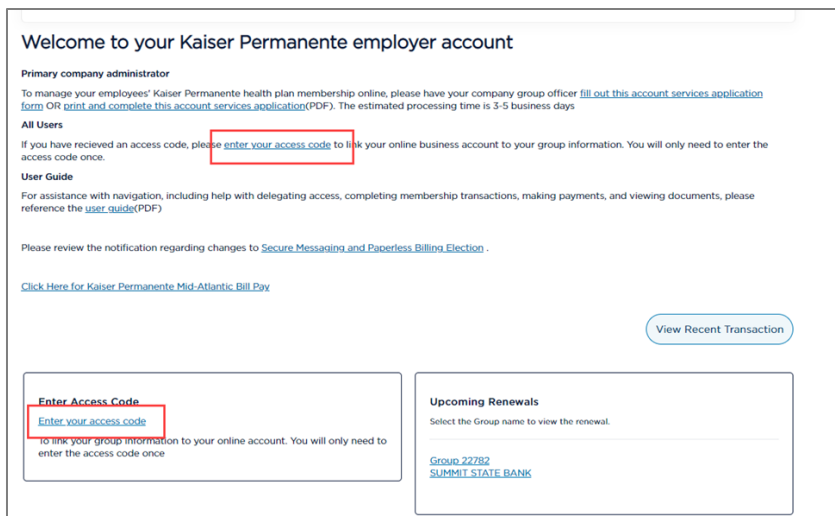 Welcome to your Kaiser Permanente employer account
Primary company administrator
To manage your employees' Kaiser Permanente health plan membership online, please have your company group officer fill out this account services application
form OR print and complete this account services application(PDF). The estimated processing time is 3-5 business days
All Users
If you have recieved an access code, please enter your access code to link your online business account to your group information. You will only need to enter the
access code once.
User Guide
For assistance with navigation, including help with delegating access, completing membership transactions, making payments, and viewing documents, please
reference the user guide(PDF)
Please review the notification regarding changes to Secure Messaging and Paperless Billing Election .
Click Here for Kaiser Permanente Mid-Atlantic Bill Pay
View Recent Transaction
Enter Access Code
Enter your access code
To link your group information to your online account. You will only need to
enter the access code once
Upcoming Renewals
Select the Group name to view the renewal.
Group 22782
SUMMIT STATE BANK